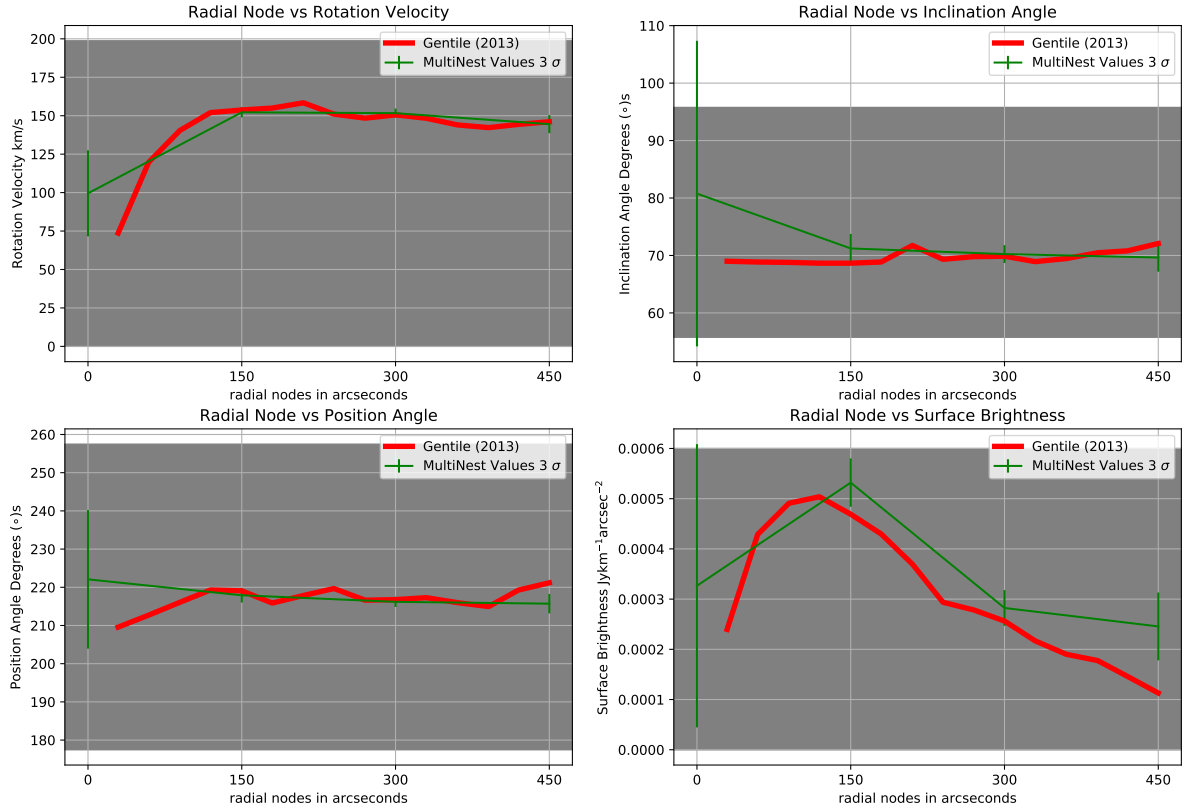 Radial Node vs Rotation Velocity
Rotation Velocity km/s
200
175
150
125
100
75
50
25
0
Gentile (2013)
MultiNest Values 3 σ
0 150 300 450
radial nodes in arcseconds
Radial Node vs Inclination Angle
Inclination Angle Degrees (∘)s
110
100
90
80
70
60
Gentile (2013)
MultiNest Values 3 σ
0 150 300 450
radial nodes in arcseconds
Radial Node vs Position Angle
Position Angle Degrees (∘)s
260
250
240
230
220
210
200
190
180
Gentile (2013)
MultiNest Values 3 σ
0 150 300 450
radial nodes in arcseconds
Radial Node vs Surface Brightness
Surface Brightness Jykm⁻¹arcsec⁻²
0.0006
0.0005
0.0004
0.0003
0.0002
0.0001
0.0000
Gentile (2013)
MultiNest Values 3 σ
0 150 300 450
radial nodes in arcseconds